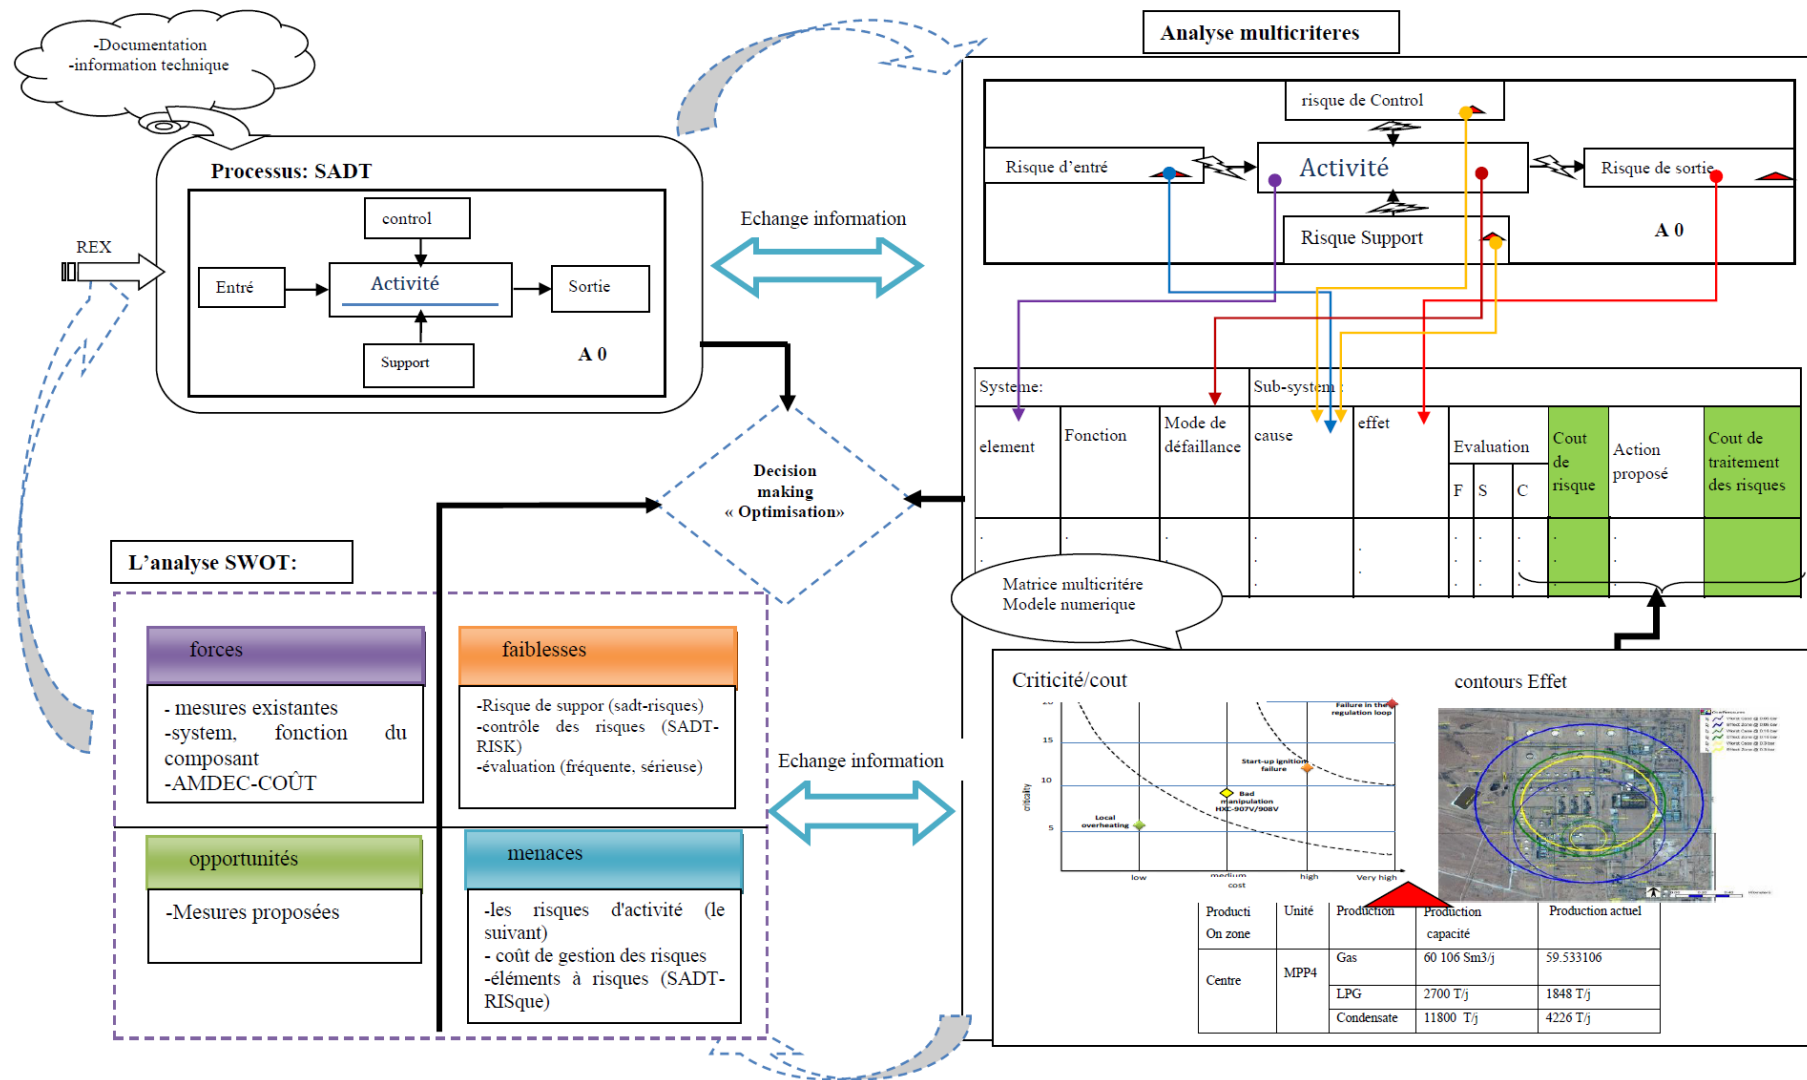 -Documentation
-information technique
Analyse multicriteres
Processus: SADT
control
REX
Entré
Activité
Sortie
Support
A 0
Echange information
risque de Control
Risque d'entré
Activité
Risque de sortie
Risque Support
A 0
Systeme:
Sub-system :
element
Fonction
Mode de
défaillance
cause
effet
Evaluation
F
S
C
Cout
de
risque
Action
proposé
Cout de
traitement
des risques
Decision
making
« Optimisation»
L'analyse SWOT:
forces
- mesures existantes
-system, fonction du
composant
-AMDEC-COÛT
faiblesses
-Risque de suppor (sadt-risques)
-contrôle des risques (SADT-
RISK)
-évaluation (fréquente, sérieuse)
opportunités
-Mesures proposées
menaces
-les risques d'activité (le
suivant)
- coût de gestion des risques
-éléments à risques (SADT-
RISque)
Echange information
Matrice multicritére
Modele numerique
Criticité/cout
contours Effet
20
15
10
5
criticality
Failure in the
regulation loop
Start-up ignition
failure
Bad
manipulation
HXC-907V/908V
Local
overheating
low
medium
high
Very high
cost
Producti
On zone
Unité
Production
Production
capacité
Production actuel
Centre
MPP4
Gas
60 106 Sm3/j
59.533106
LPG
2700 T/j
1848 T/j
Condensate
11800 T/j
4226 T/j